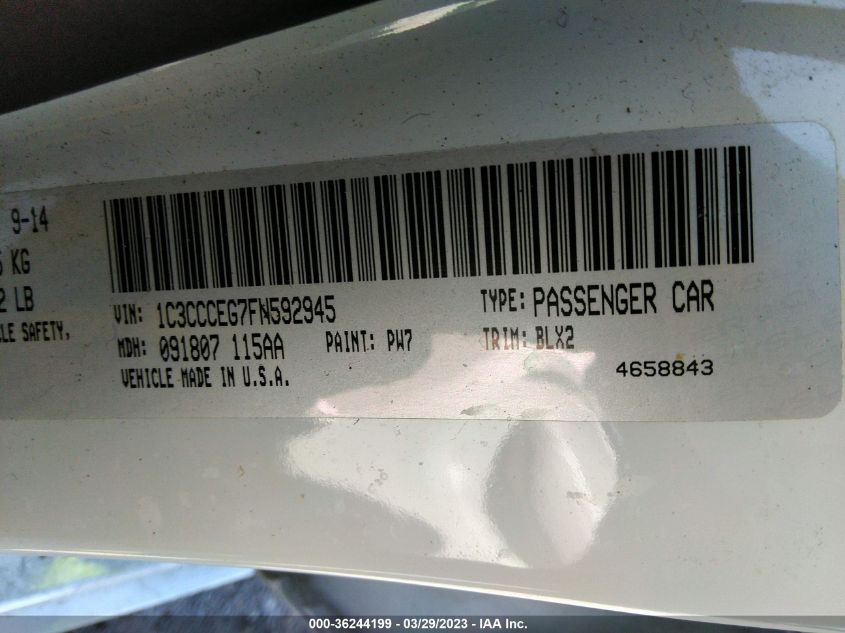 9-14
KG
LB
SAFETY,
VIN: 1C3CCCEG7FN592945
TYPE: PASSENGER CAR
MDH: 091807 115AA
PAINT: PW7
TRIM: BLX2
VEHICLE MADE IN U.S.A.
4658843
000-36244199 | 03/29/2023 - IAA Inc.